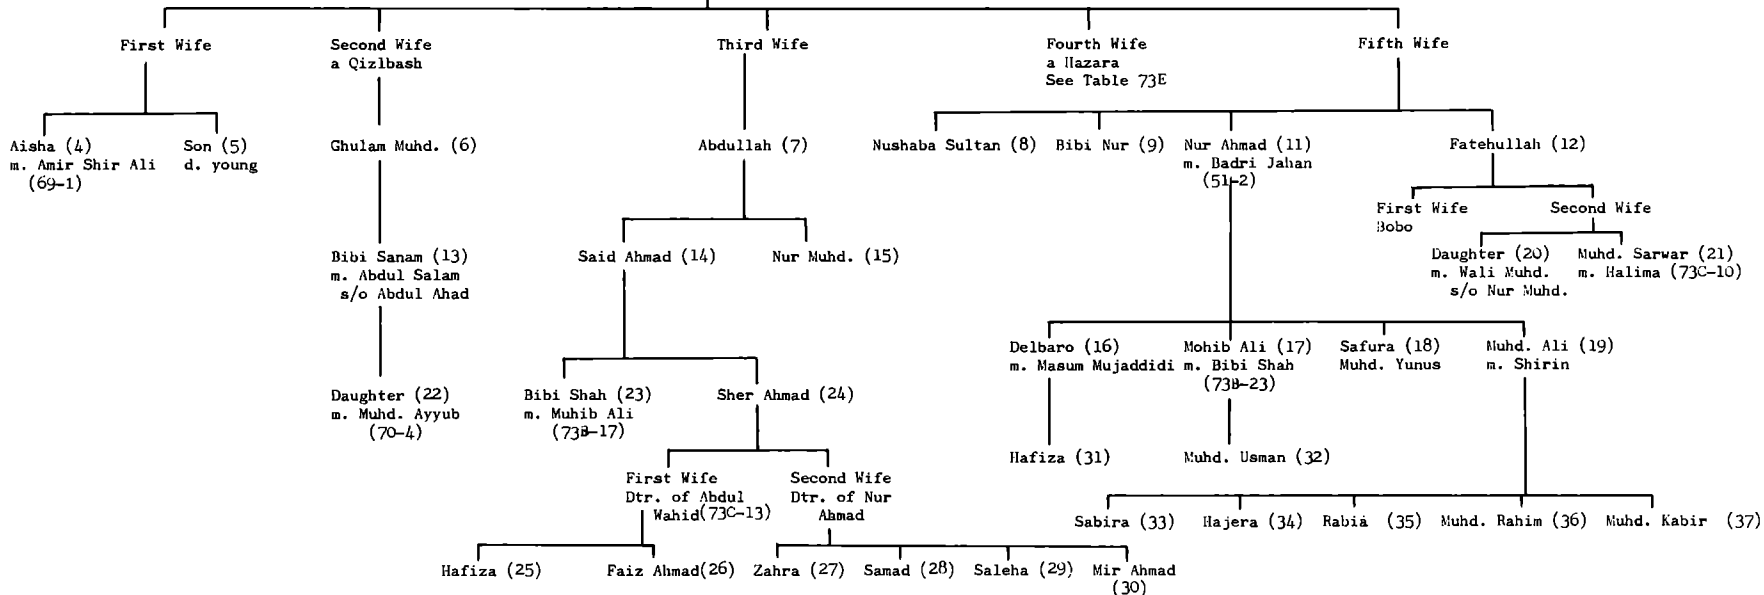 First Wife
Second Wife
a Qizlbash
Third Wife
Fourth Wife
a Hazara
See Table 73E
Fifth Wife
Aisha (4)
m. Amir Shir Ali
(69-1)
Son (5)
d. young
Ghulam Muhd. (6)
Abdullah (7)
Nushaba Sultan (8)
Bibi Nur (9)
Nur Ahmad (11)
m. Badri Jahan
(51-2)
Fatehullah (12)
First Wife
Bobo
Second Wife
Bibi Sanam (13)
m. Abdul Salam
s/o Abdul Ahad
Said Ahmad (14)
Nur Muhd. (15)
Daughter (20)
m. Wali Muhd.
s/o Nur Muhd.
Muhd. Sarwar (21)
m. Halima (73C-10)
Delbaro (16)
m. Masum Mujaddidi
Mohib Ali (17)
m. Bibi Shah
(73B-23)
Safura (18)
Muhd. Yunus
Muhd. Ali (19)
m. Shirin
Daughter (22)
m. Muhd. Ayyub
(70-4)
Bibi Shah (23)
m. Muhib Ali
(73B-17)
Sher Ahmad (24)
Hafiza (31)
Muhd. Usman (32)
First Wife
Dtr. of Abdul
Wahid(73C-13)
Second Wife
Dtr. of Nur
Ahmad
Sabira (33)
Hajera (34)
Rabia (35)
Muhd. Rahim (36)
Muhd. Kabir (37)
Hafiza (25)
Faiz Ahmad(26)
Zahra (27)
Samad (28)
Saleha (29)
Mir Ahmad
(30)